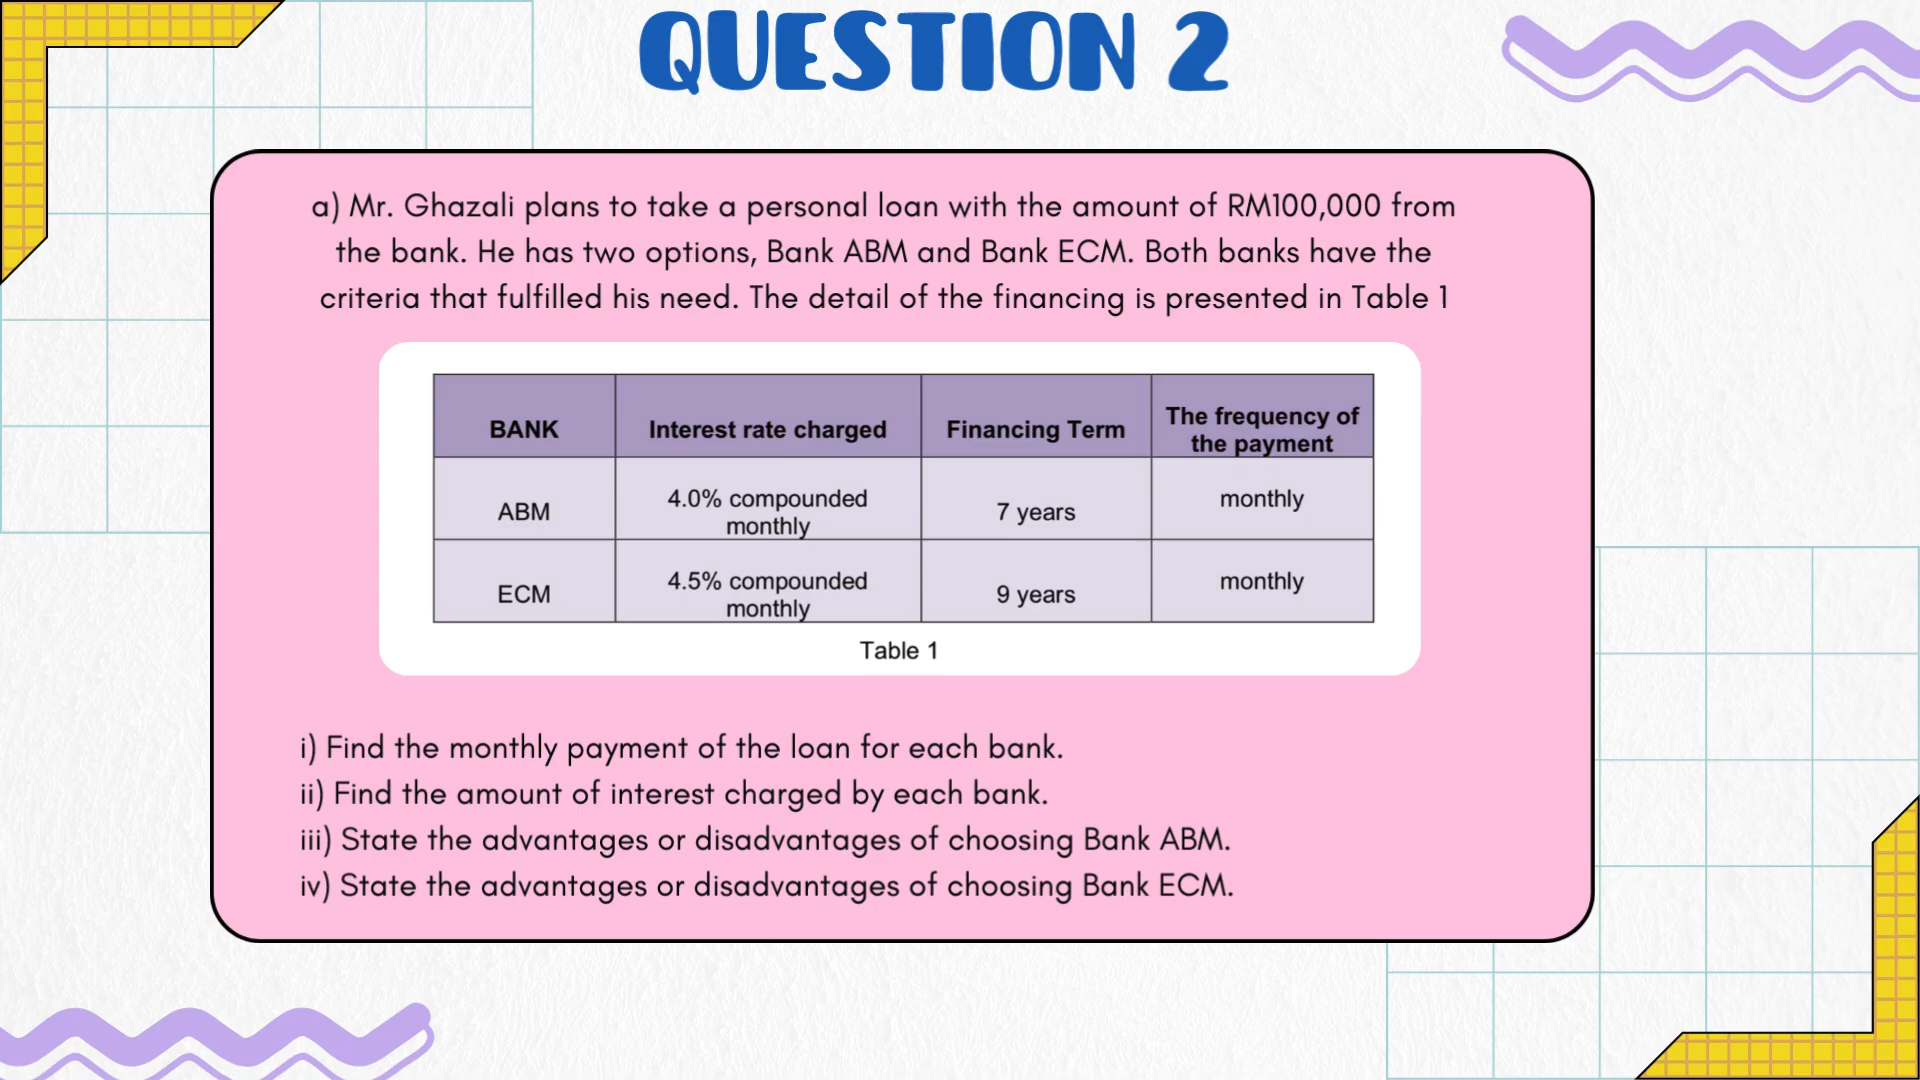 QUESTION 2
a) Mr. Ghazali plans to take a personal loan with the amount of RM100,000 from
the bank. He has two options, Bank ABM and Bank ECM. Both banks have the
criteria that fulfilled his need. The detail of the financing is presented in Table 1
BANK Interest rate charged Financing Term The frequency of the payment
ABM 4.0% compounded monthly 7 years monthly
ECM 4.5% compounded monthly 9 years monthly
Table 1
i) Find the monthly payment of the loan for each bank.
ii) Find the amount of interest charged by each bank.
iii) State the advantages or disadvantages of choosing Bank ABM.
iv) State the advantages or disadvantages of choosing Bank ECM.